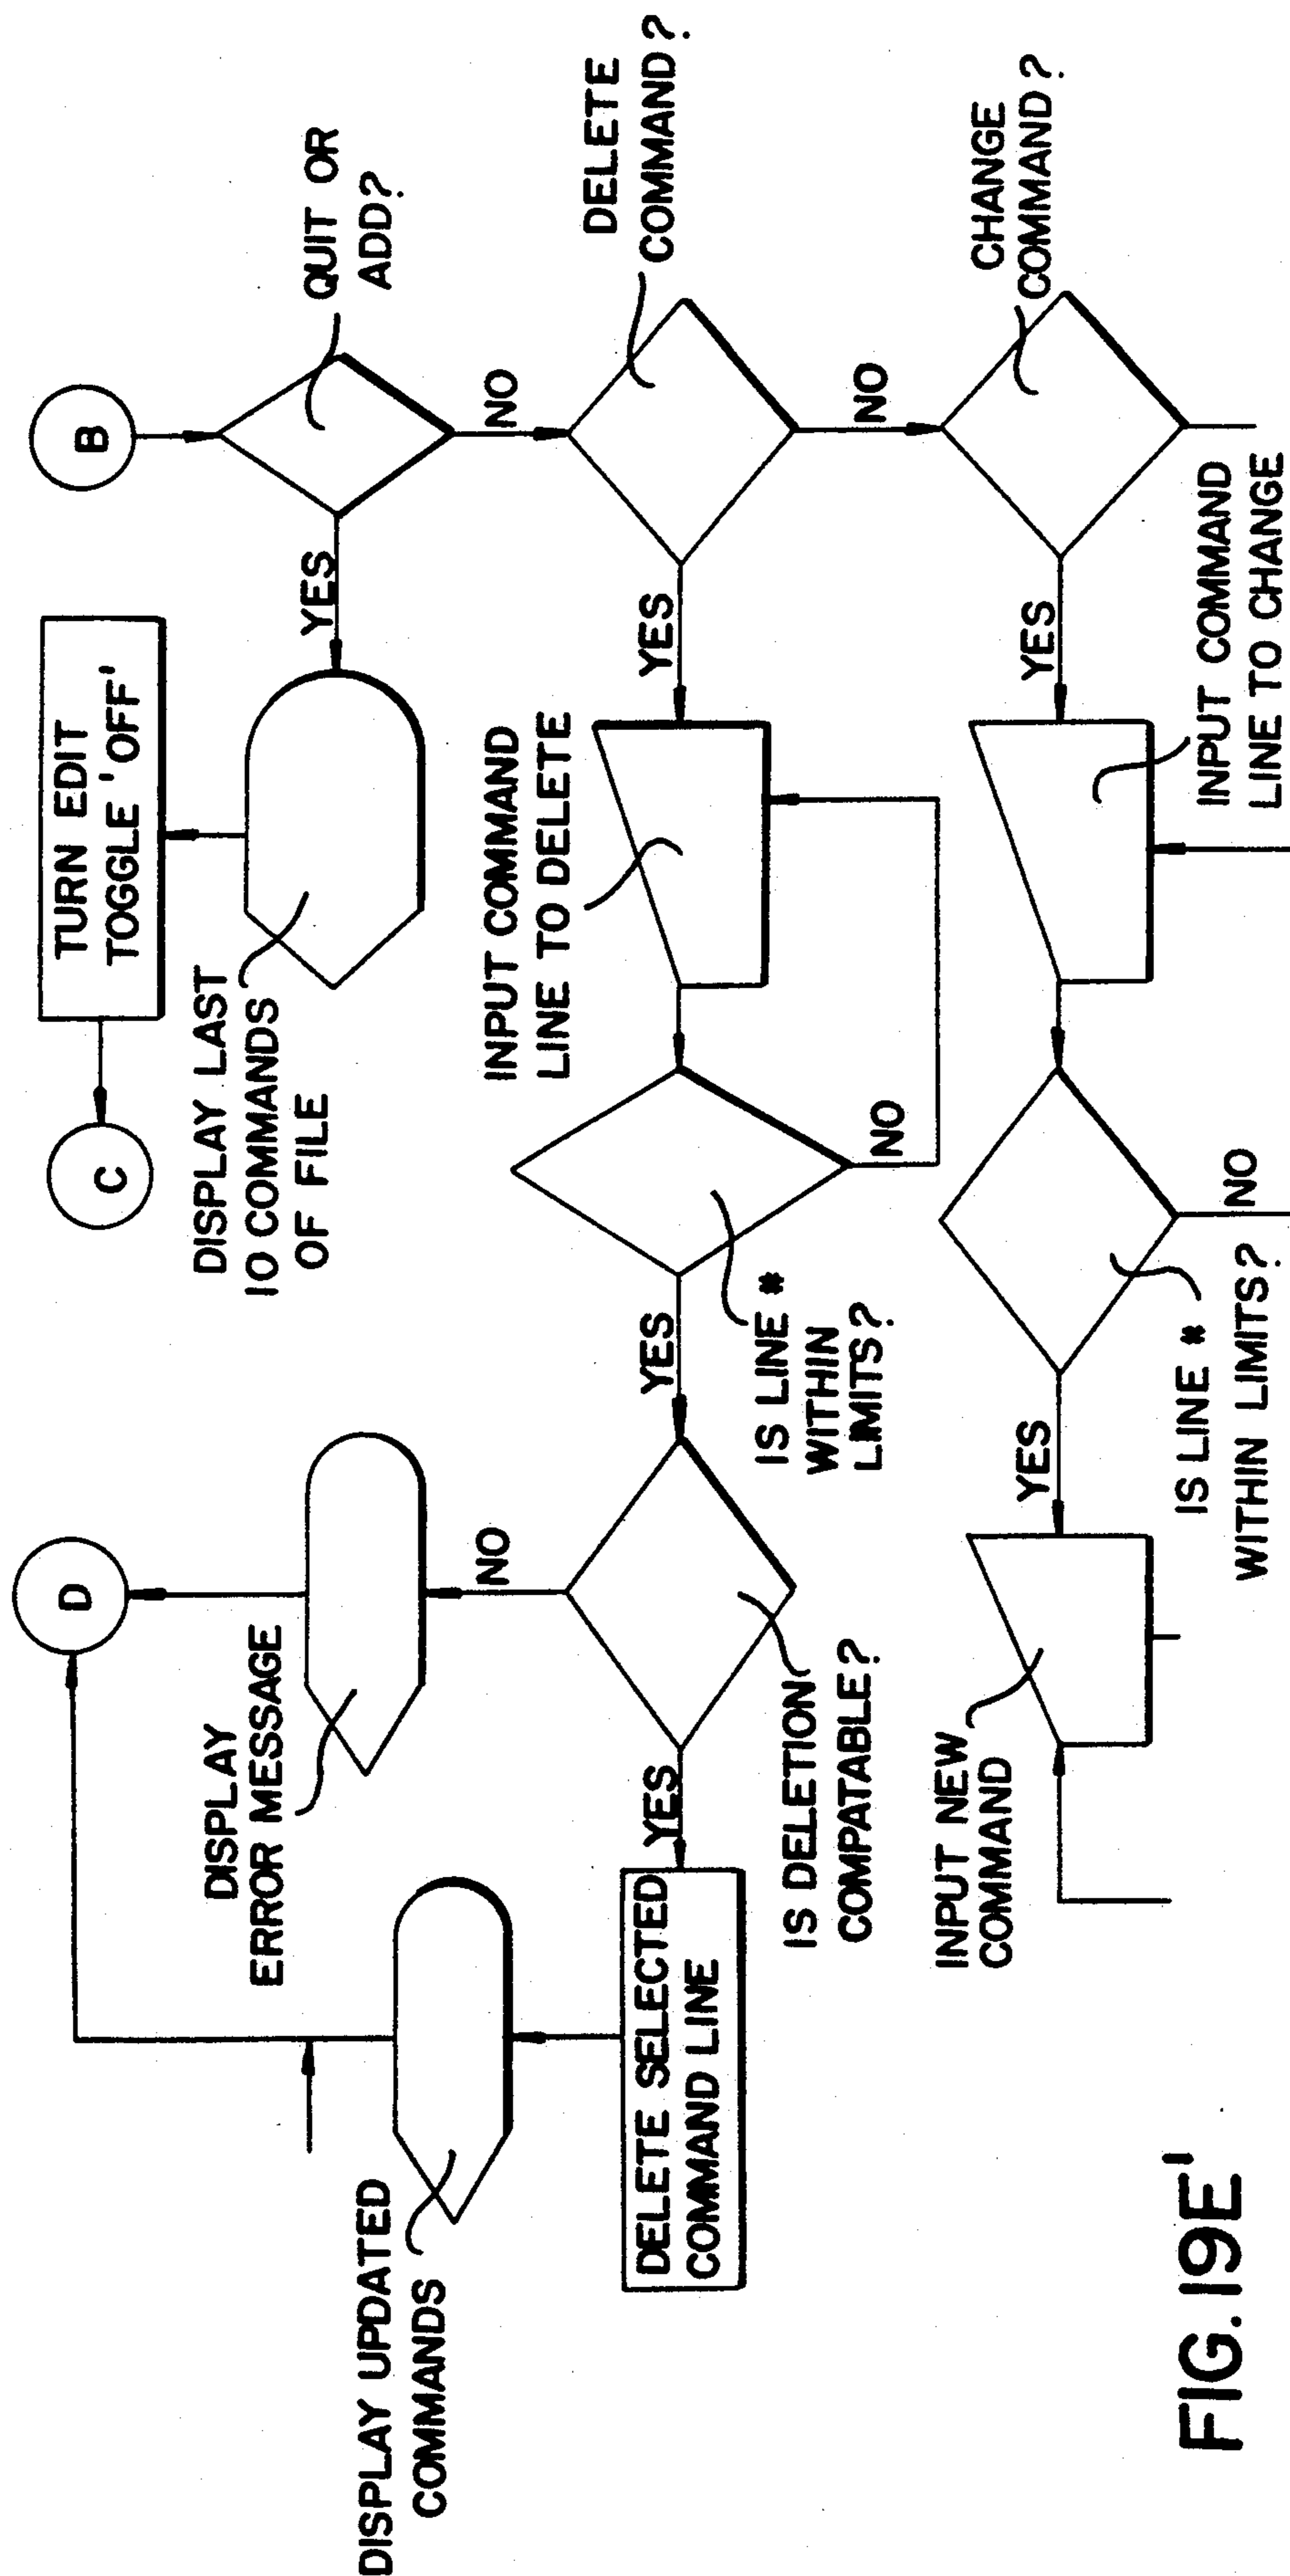 B
QUIT OR
ADD?
YES
NO
TURN EDIT
TOGGLE 'OFF'
C
DISPLAY LAST
10 COMMANDS
OF FILE
DELETE
COMMAND?
YES
NO
INPUT COMMAND
LINE TO DELETE
IS LINE *
WITHIN
LIMITS?
NO
YES
IS DELETION
COMPATABLE?
NO
YES
DISPLAY
ERROR MESSAGE
D
DELETE SELECTED
COMMAND LINE
DISPLAY UPDATED
COMMANDS
CHANGE
COMMAND?
YES
INPUT COMMAND
LINE TO CHANGE
IS LINE *
WITHIN LIMITS?
NO
YES
INPUT NEW
COMMAND
FIG. 19E'